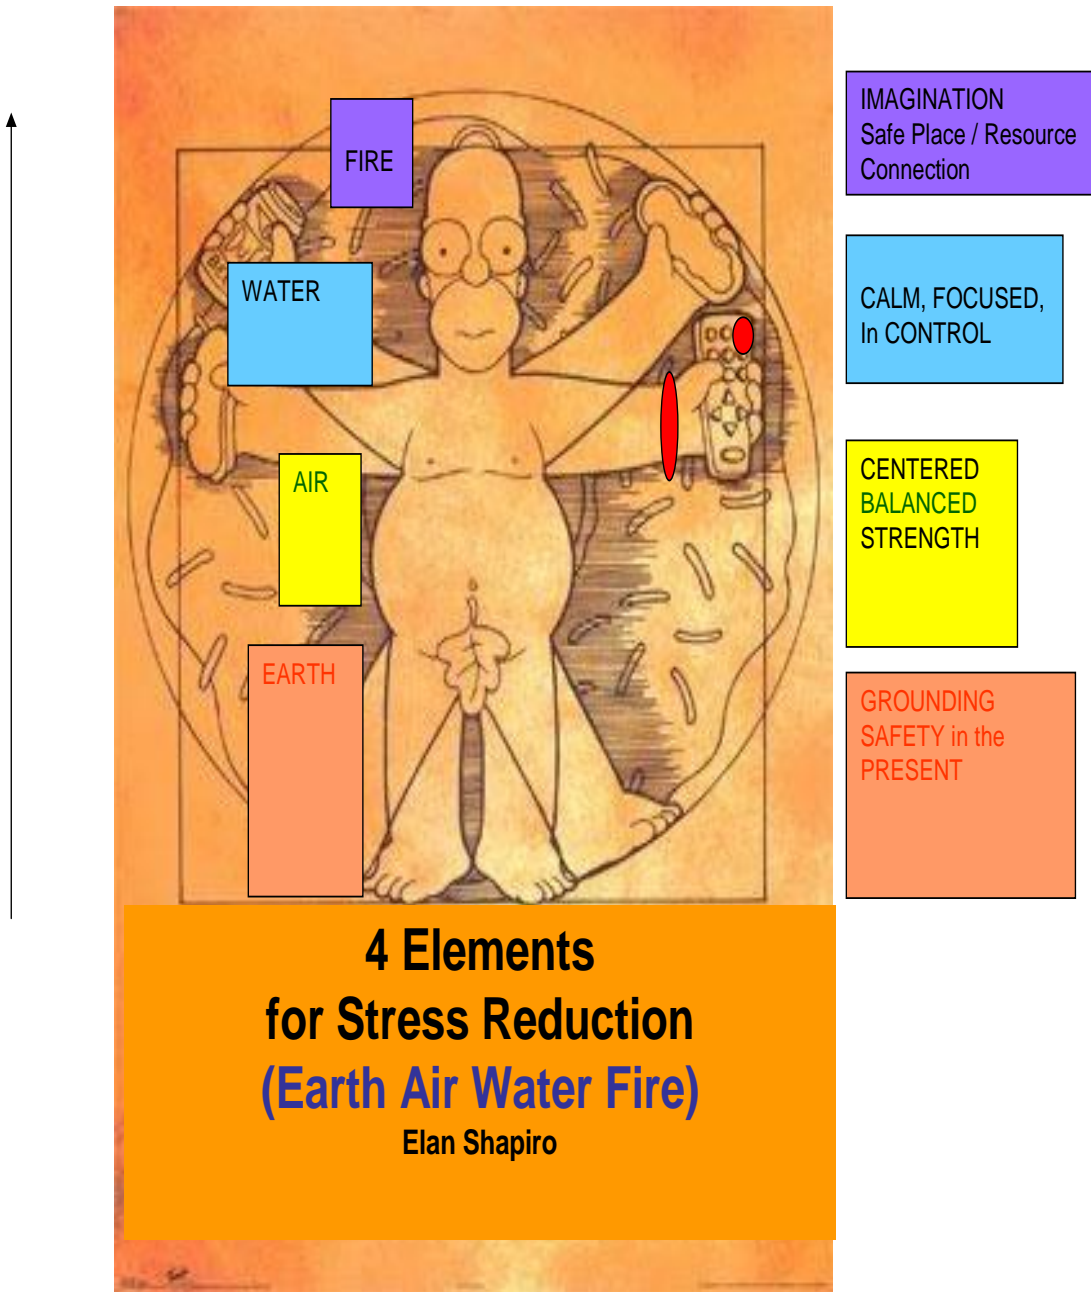 FIRE
IMAGINATION
Safe Place / Resource
Connection
WATER
CALM, FOCUSED,
In CONTROL
AIR
CENTERED
BALANCED
STRENGTH
EARTH
GROUNDING
SAFETY in the
PRESENT
4 Elements
for Stress Reduction
(Earth Air Water Fire)
Elan Shapiro